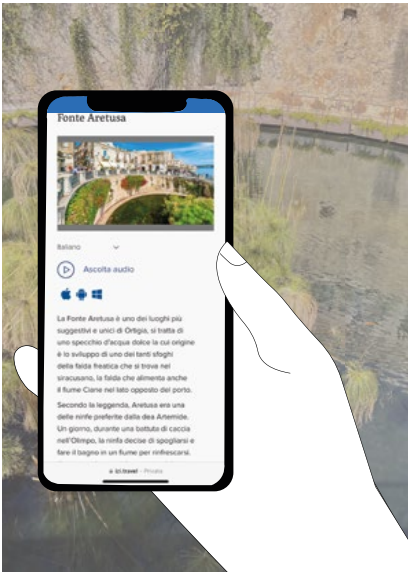 Fonte Aretusa
Italiano
Ascolta audio
La Fonte Aretusa è uno dei luoghi più
suggestivi e unici di Ortigia, si tratta di
uno specchio d'acqua dolce la cui origine
è lo sviluppo di uno dei tanti sfoghi
della falda freatica che si trova nel
siracusano, la falda che alimenta anche
il fiume Ciane nel lato opposto del porto.
Secondo la leggenda, Aretusa era una
delle ninfe preferite dalla dea Artemide.
Un giorno, durante una battuta di caccia
nell'Olimpo, la ninfa decise di spogliarsi e
fare il bagno in un fiume per rinfrescarsi.
izi.travel – Privata